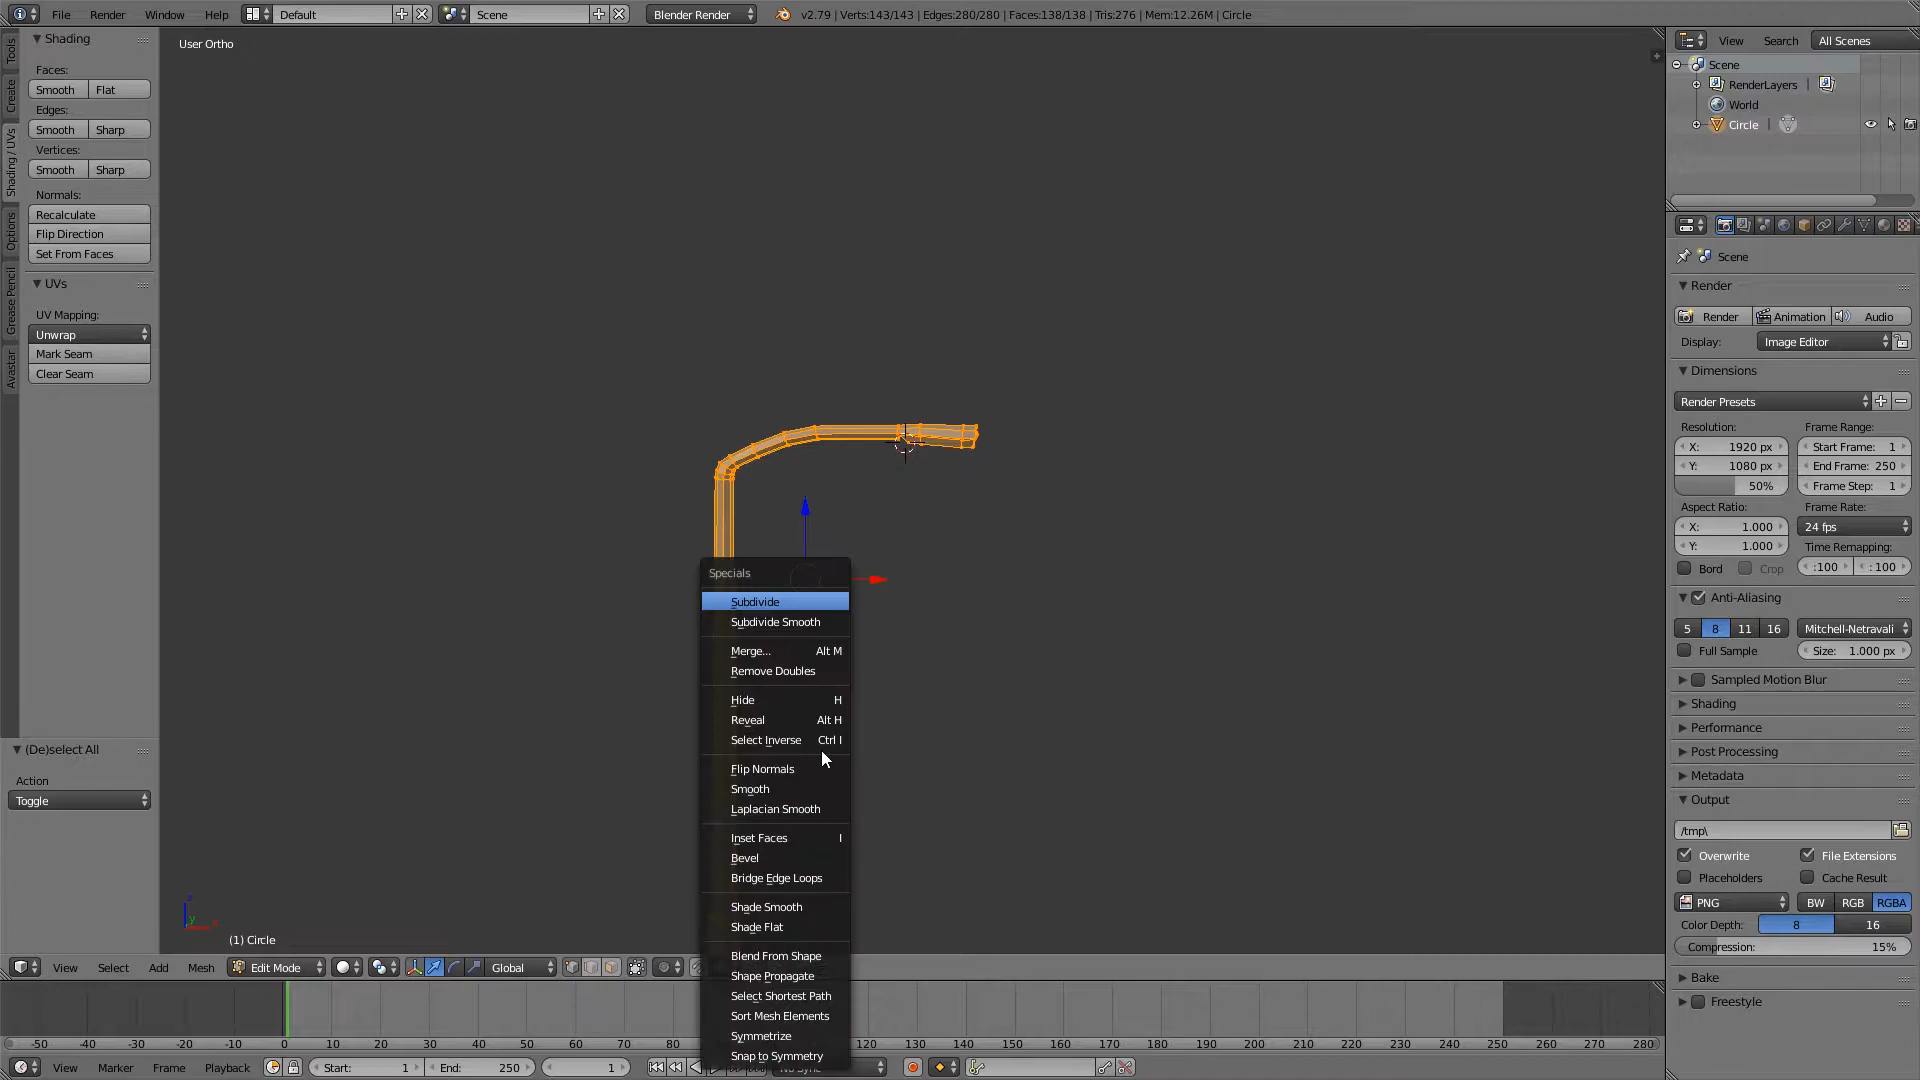 File Render Window Help Default Scene Blender Render v2.79 | Verts:143/143 | Edges:280/280 | Faces:138/138 | Tris:276 | Mem:12.26M | Circle
Tools
Create
Shading / UVs
Options
Grease Pencil
Avastar
Shading
Faces:
Smooth Flat
Edges:
Smooth Sharp
Vertices:
Smooth Sharp
Normals:
Recalculate
Flip Direction
Set From Faces
UVs
UV Mapping:
Unwrap
Mark Seam
Clear Seam
(De)select All
Action
Toggle
User Ortho
Specials
Subdivide
Subdivide Smooth
Merge... Alt M
Remove Doubles
Hide H
Reveal Alt H
Select Inverse Ctrl I
Flip Normals
Smooth
Laplacian Smooth
Inset Faces I
Bevel
Bridge Edge Loops
Shade Smooth
Shade Flat
Blend From Shape
Shape Propagate
Select Shortest Path
Sort Mesh Elements
Symmetrize
Snap to Symmetry
z
y x
(1) Circle
View Select Add Mesh Edit Mode Global
-50 -40 -30 -20 -10 0 10 20 30 40 50 60 70 80 120 130 140 150 160 170 180 190 200 210 220 230 240 250 260 270 280
View Marker Frame Playback Start: 1 End: 250 1 No Sync
View Search All Scenes
Scene
RenderLayers |
World
Circle |
Scene
Render
Render Animation Audio
Display: Image Editor
Dimensions
Render Presets
Resolution: Frame Range:
X: 1920 px Start Frame: 1
Y: 1080 px End Frame: 250
50% Frame Step: 1
Aspect Ratio: Frame Rate:
X: 1.000 24 fps
Y: 1.000 Time Remapping:
Bord Crop :100 : 100
Anti-Aliasing
5 8 11 16 Mitchell-Netravali
Full Sample Size: 1.000 px
Sampled Motion Blur
Shading
Performance
Post Processing
Metadata
Output
/tmp\
Overwrite File Extensions
Placeholders Cache Result
PNG BW RGB RGBA
Color Depth: 8 16
Compression: 15%
Bake
Freestyle